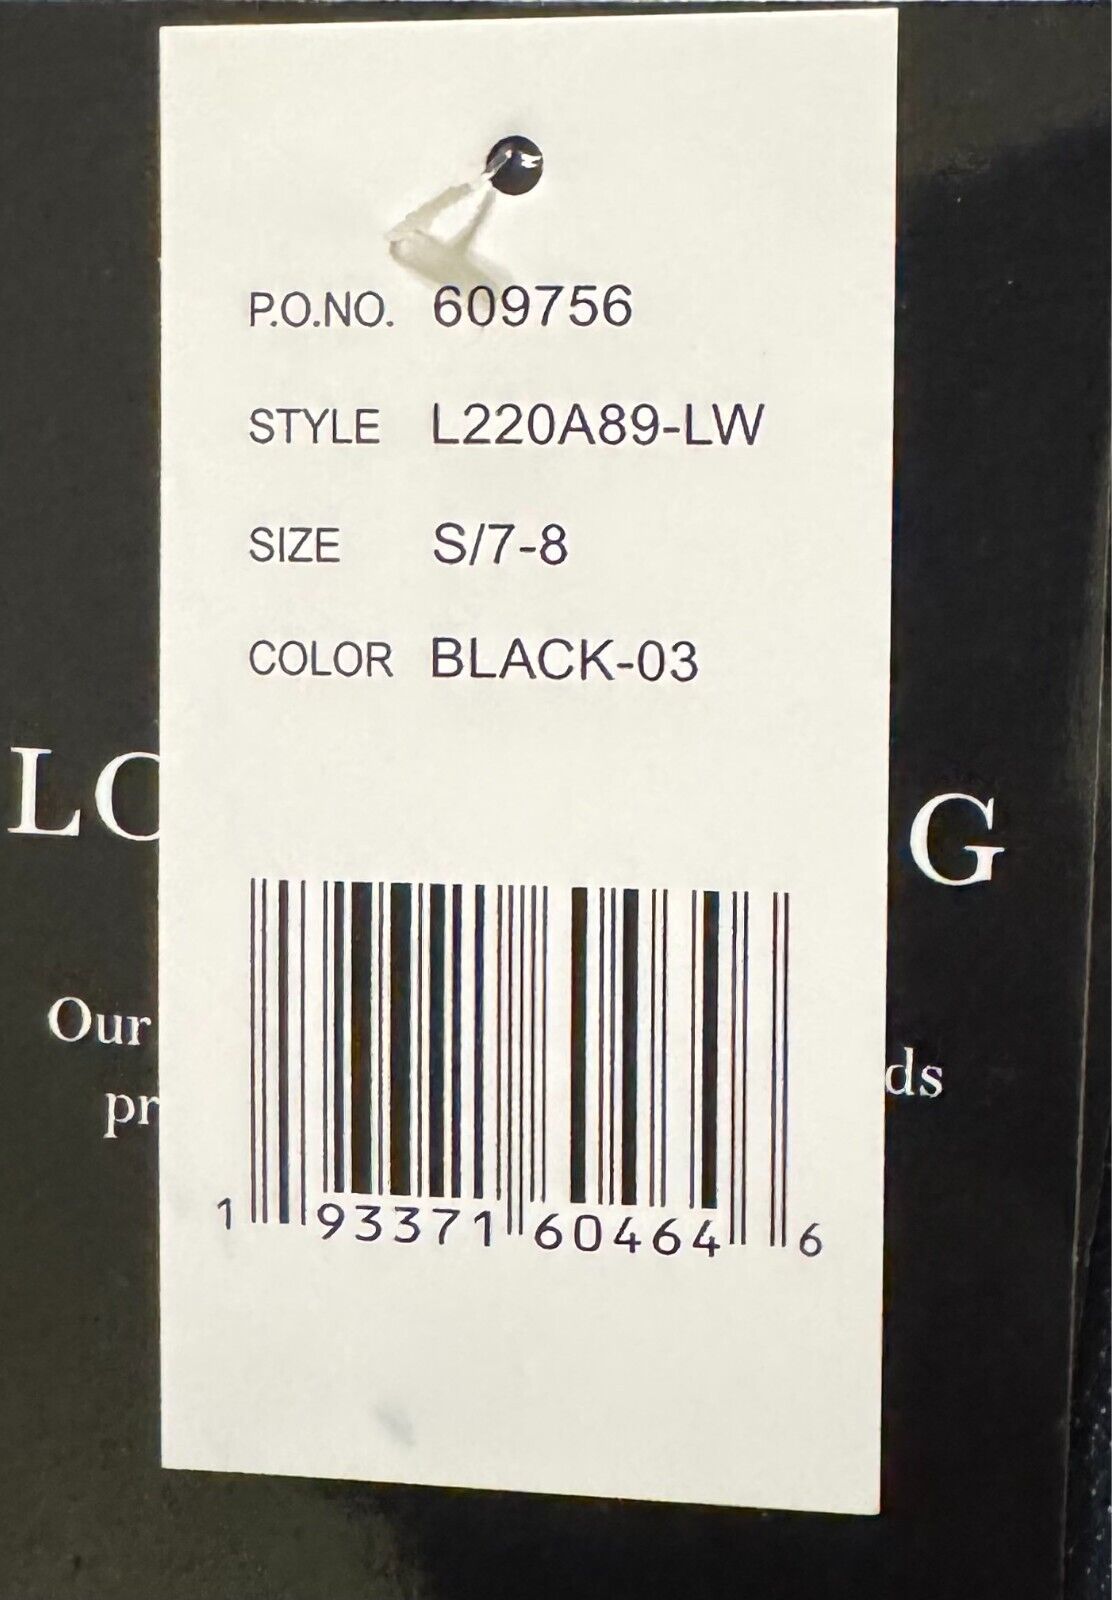 P.O.NO. 609756
STYLE L220A89-LW
SIZE S/7-8
COLOR BLACK-03
LO G
Our
pr ds
1 93371 60464 6